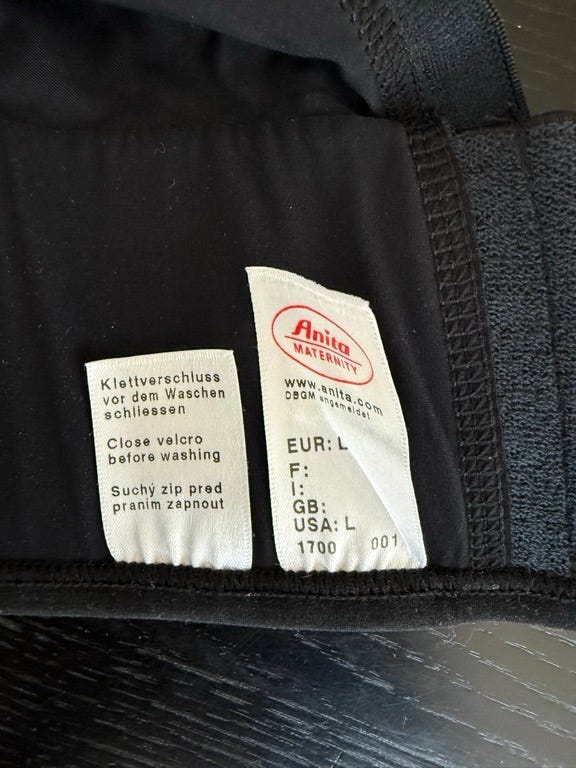 Klettverschluss
vor dem Waschen
schliessen
Close velcro
before washing
Suchý zip pred
pranim zapnout
Anita
MATERNITY
www.anita.com
DBGM angemeldet
EUR: L
F:
I:
GB:
USA: L
1700 001